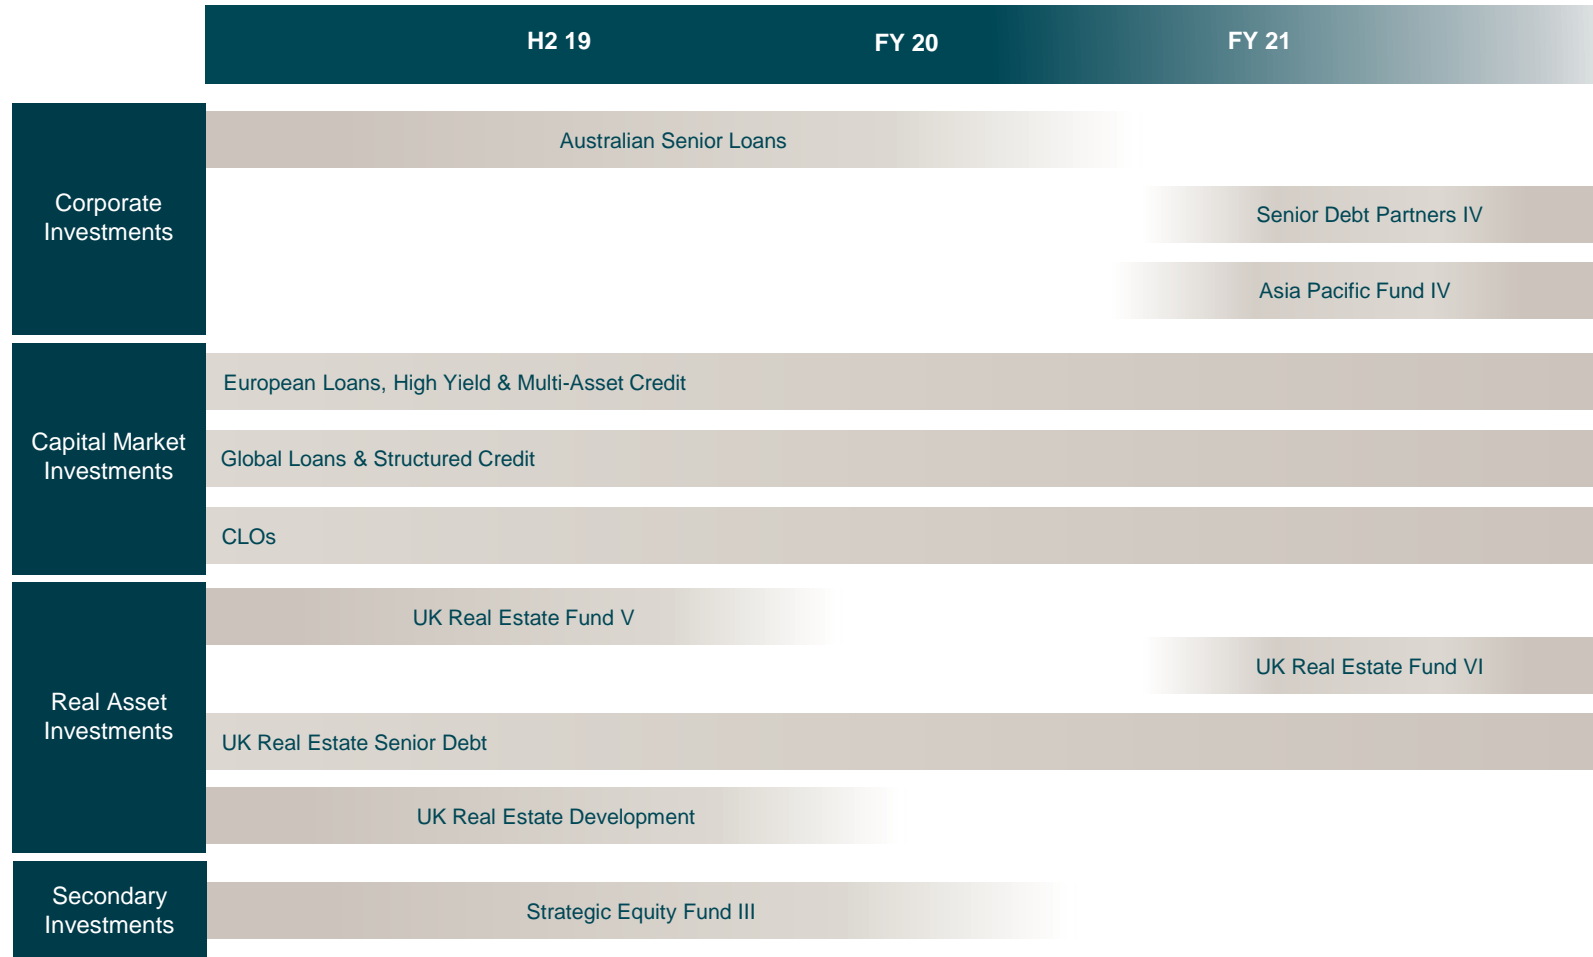 H2 19
FY 20
FY 21
Corporate
Investments
Australian Senior Loans
Senior Debt Partners IV
Asia Pacific Fund IV
Capital Market
Investments
European Loans, High Yield & Multi-Asset Credit
Global Loans & Structured Credit
CLOs
Real Asset
Investments
UK Real Estate Fund V
UK Real Estate Fund VI
UK Real Estate Senior Debt
UK Real Estate Development
Secondary
Investments
Strategic Equity Fund III